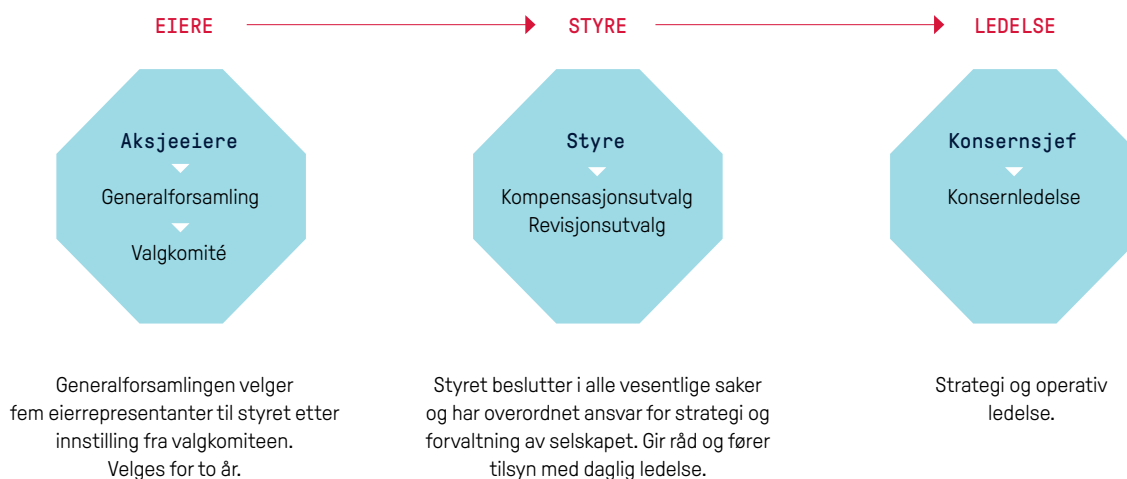 EIERE
STYRE
LEDELSE
Aksjeeiere
Generalforsamling
Valgkomité
Styre
Kompensasjonsutvalg
Revisjonsutvalg
Konsernsjef
Konsernledelse
Generalforsamlingen velger
fem eierrepresentanter til styret etter
innstilling fra valgkomiteen.
Velges for to år.
Styret beslutter i alle vesentlige saker
og har overordnet ansvar for strategi og
forvaltning av selskapet. Gir råd og fører
tilsyn med daglig ledelse.
Strategi og operativ
ledelse.